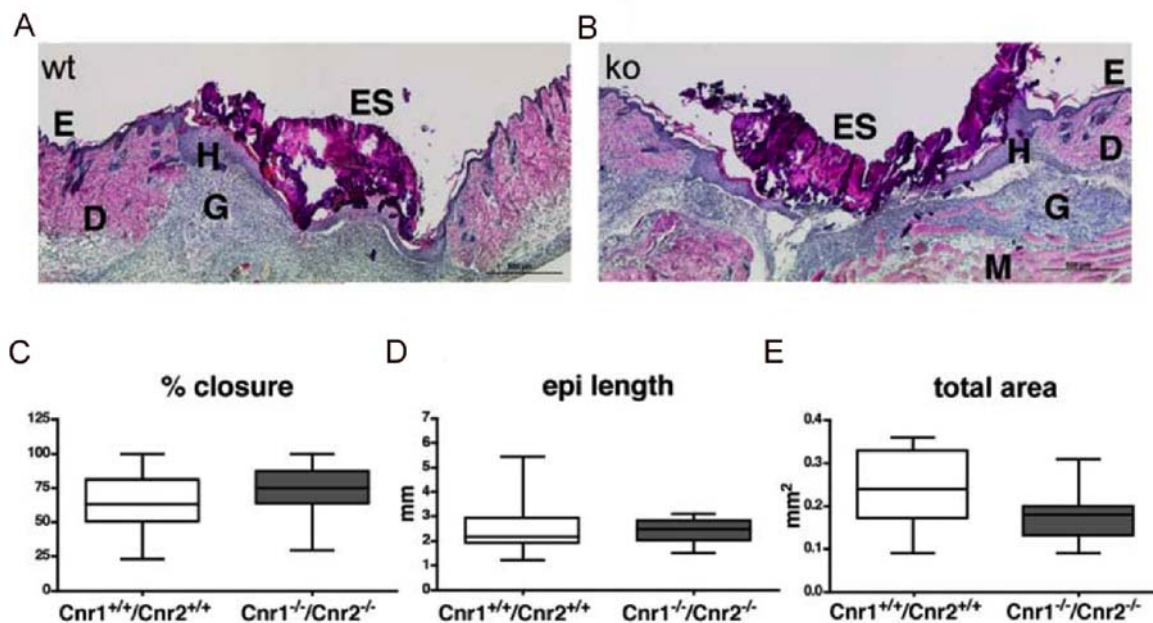 A
wt
ES
E
H
G
D
B
ko
E
ES
H
D
G
M
C
% closure
125
100
75
50
25
0
Cnr1+/+/Cnr2+/+ Cnr1-/-/Cnr2-/-
D
epi length
mm
7
6
5
4
3
2
1
0
Cnr1+/+/Cnr2+/+ Cnr1-/-/Cnr2-/-
E
total area
mm2
0.4
0.3
0.2
0.1
0.0
Cnr1+/+/Cnr2+/+ Cnr1-/-/Cnr2-/-